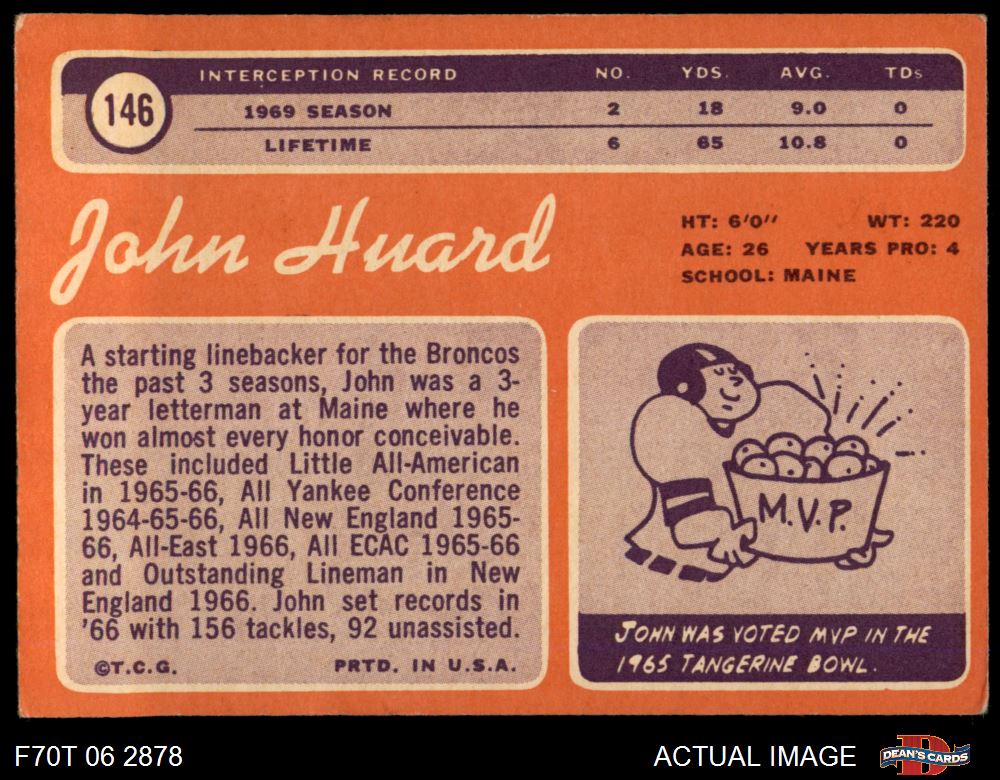 146
INTERCEPTION RECORD NO. YDS. AVG. TDs
1969 SEASON 2 18 9.0 0
LIFETIME 6 65 10.8 0
John Huard
HT: 6'0'' WT: 220
AGE: 26 YEARS PRO: 4
SCHOOL: MAINE
A starting linebacker for the Broncos
the past 3 seasons, John was a 3-
year letterman at Maine where he
won almost every honor conceivable.
These included Little All-American
in 1965-66, All Yankee Conference
1964-65-66, All New England 1965-
66, All-East 1966, All ECAC 1965-66
and Outstanding Lineman in New
England 1966. John set records in
'66 with 156 tackles, 92 unassisted.
©T.C.G. PRTD. IN U.S.A.
M.V.P.
JOHN WAS VOTED MVP IN THE
1965 TANGERINE BOWL.
F70T 06 2878
ACTUAL IMAGE
DEAN'S CARDS